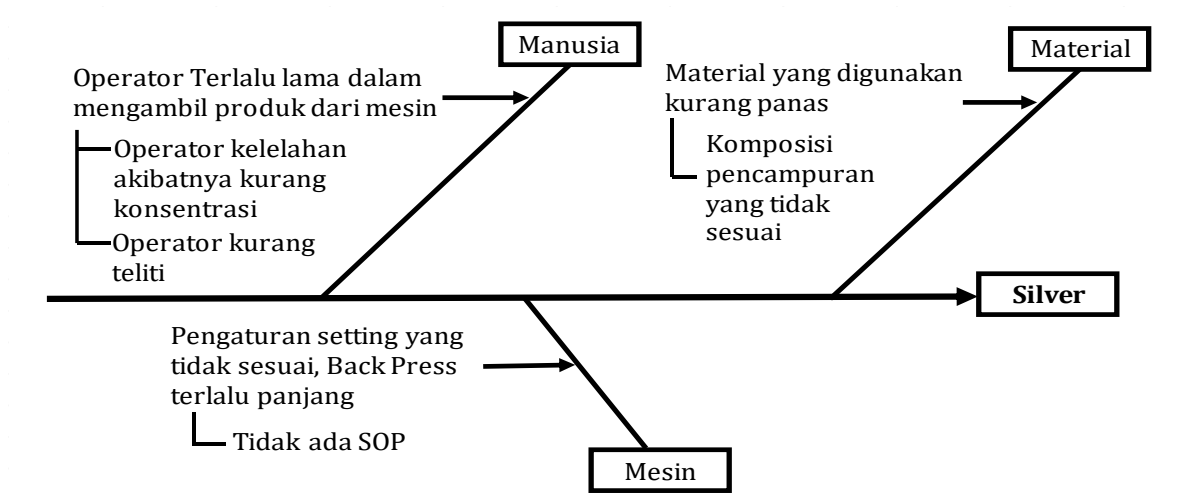 Manusia
Operator Terlalu lama dalam
mengambil produk dari mesin
Operator kelelahan
akibatnya kurang
konsentrasi
Operator kurang
teliti
Material
Material yang digunakan
kurang panas
Komposisi
pencampuran
yang tidak
sesuai
Silver
Pengaturan setting yang
tidak sesuai, Back Press
terlalu panjang
Tidak ada SOP
Mesin